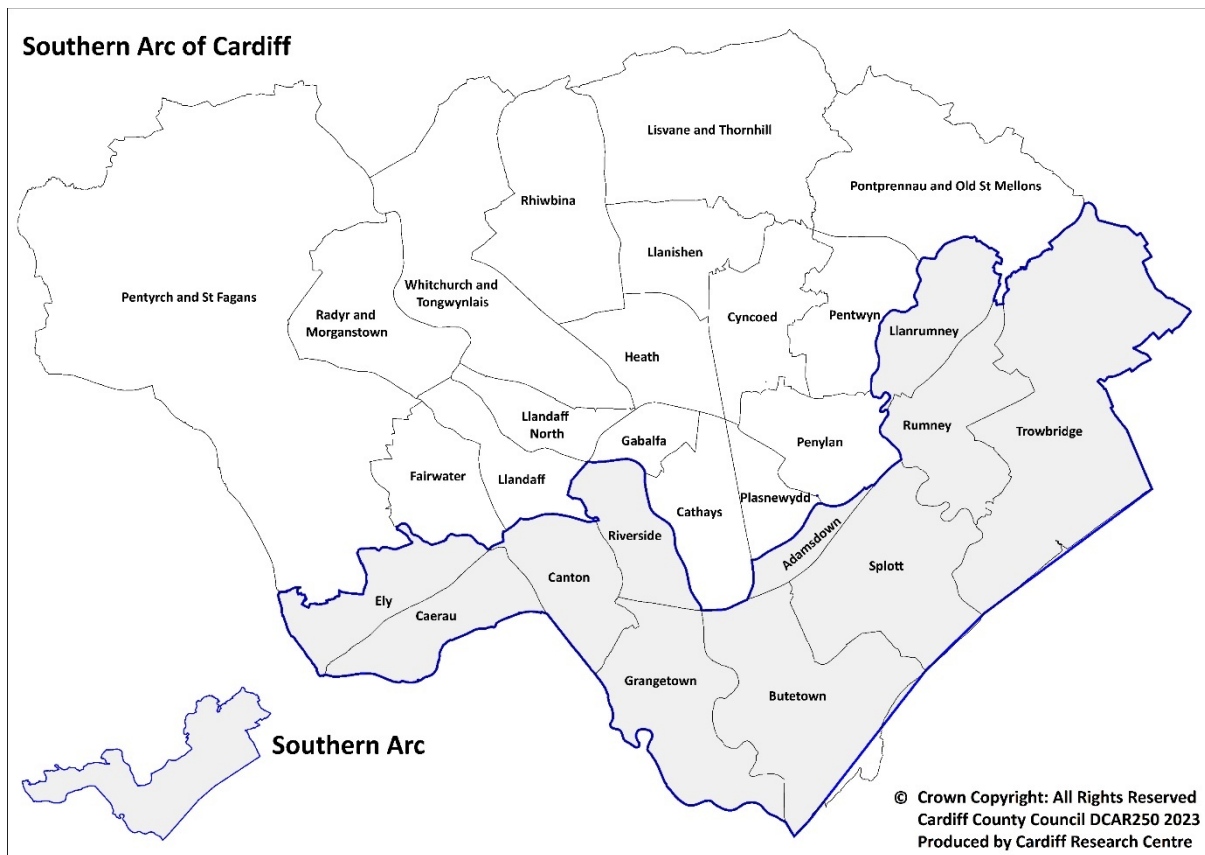 Southern Arc of Cardiff
Lisvane and Thornhill
Pontprennau and Old St Mellons
Rhiwbina
Llanishen
Whitchurch and
Tongwynlais
Pentyrch and St Fagans
Radyr and
Morganstown
Cyncoed
Pentwyn
Llanrumney
Heath
Llandaff
North
Gabalfa
Penylan
Rumney
Trowbridge
Fairwater
Llandaff
Cathays
Plasnewydd
Riverside
Adamsdown
Splott
Canton
Ely
Caerau
Grangetown
Butetown
Southern Arc
© Crown Copyright: All Rights Reserved
Cardiff County Council DCAR250 2023
Produced by Cardiff Research Centre